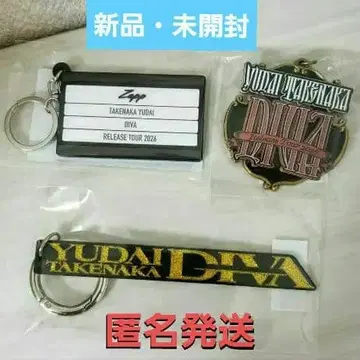 新品・未開封
Zepp
TAKENAKA YUDAI
DIVA
RELEASE TOUR 2026
YUDAI TAKENAKA
DIVA
YUDAI
TAKENAKA
DIVA
匿名発送